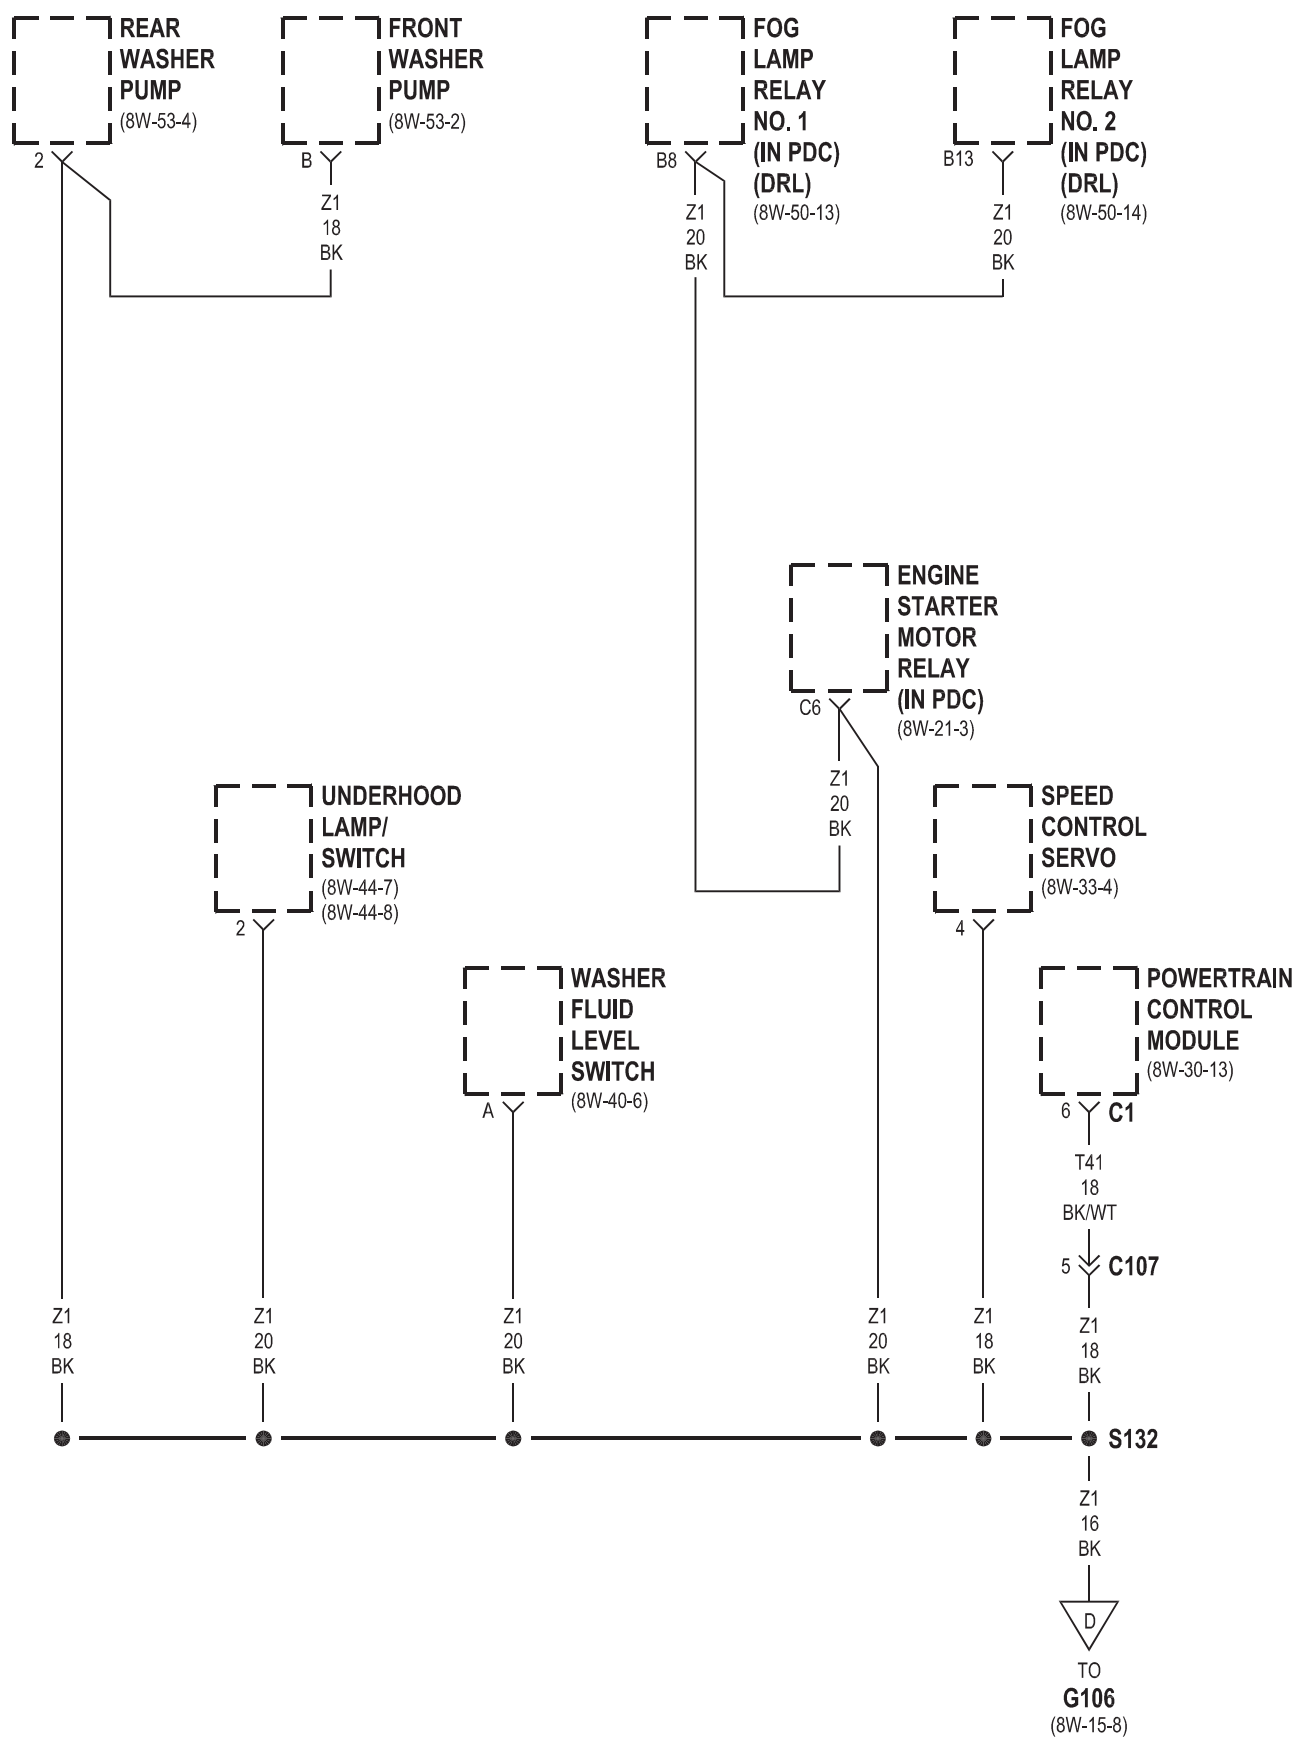 REAR
WASHER
PUMP
(8W-53-4)
2
FRONT
WASHER
PUMP
(8W-53-2)
B
Z1
18
BK
FOG
LAMP
RELAY
NO. 1
(IN PDC)
(DRL)
(8W-50-13)
B8
Z1
20
BK
FOG
LAMP
RELAY
NO. 2
(IN PDC)
(DRL)
(8W-50-14)
B13
Z1
20
BK
ENGINE
STARTER
MOTOR
RELAY
(IN PDC)
(8W-21-3)
C6
Z1
20
BK
UNDERHOOD
LAMP/
SWITCH
(8W-44-7)
(8W-44-8)
2
SPEED
CONTROL
SERVO
(8W-33-4)
4
WASHER
FLUID
LEVEL
SWITCH
(8W-40-6)
A
POWERTRAIN
CONTROL
MODULE
(8W-30-13)
6 C1
T41
18
BK/WT
5 C107
Z1
18
BK
Z1
20
BK
Z1
20
BK
Z1
20
BK
Z1
18
BK
Z1
18
BK
S132
Z1
16
BK
D
TO
G106
(8W-15-8)